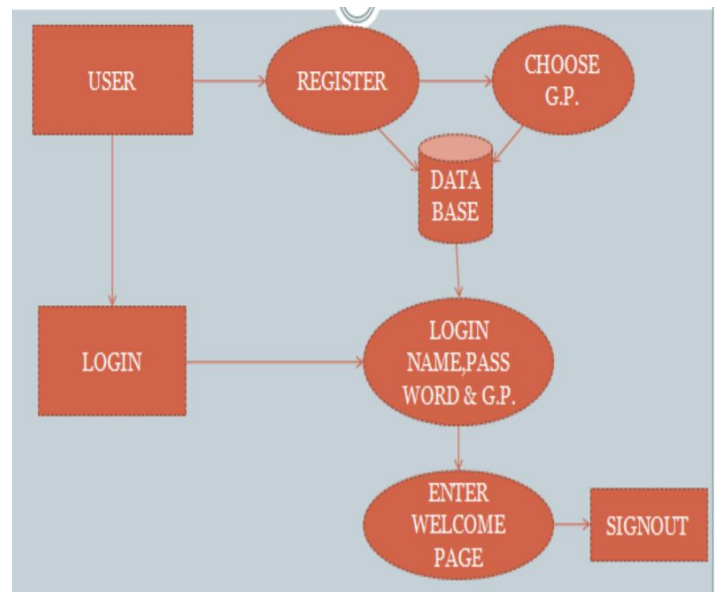 USER
REGISTER
CHOOSE
G.P.
DATA
BASE
LOGIN
LOGIN
NAME,PASS
WORD & G.P.
ENTER
WELCOME
PAGE
SIGNOUT